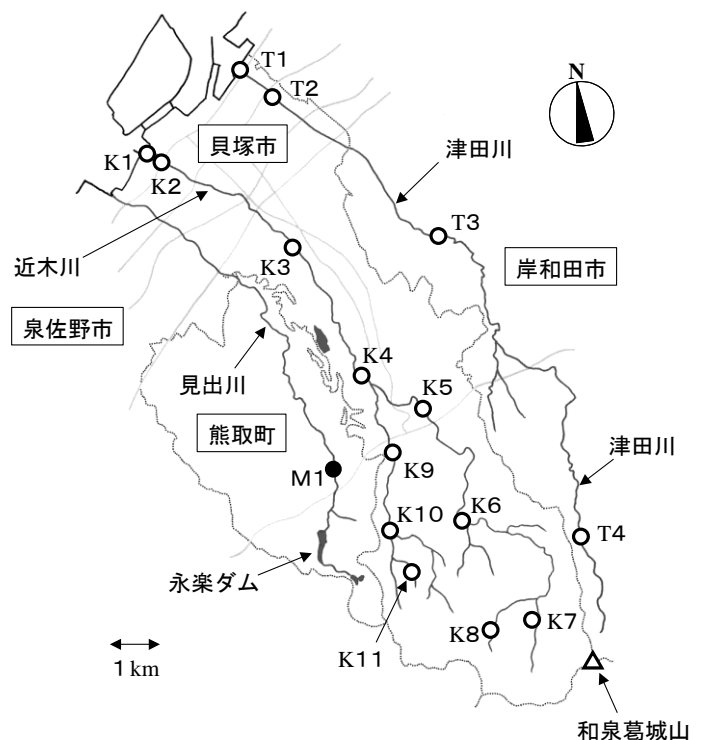 T1
T2
N
貝塚市
津田川
K1
K2
T3
近木川
K3
岸和田市
泉佐野市
見出川
K4
K5
熊取町
津田川
K9
M1
K10
K6
T4
永楽ダム
K8
K7
K11
1 km
和泉葛城山